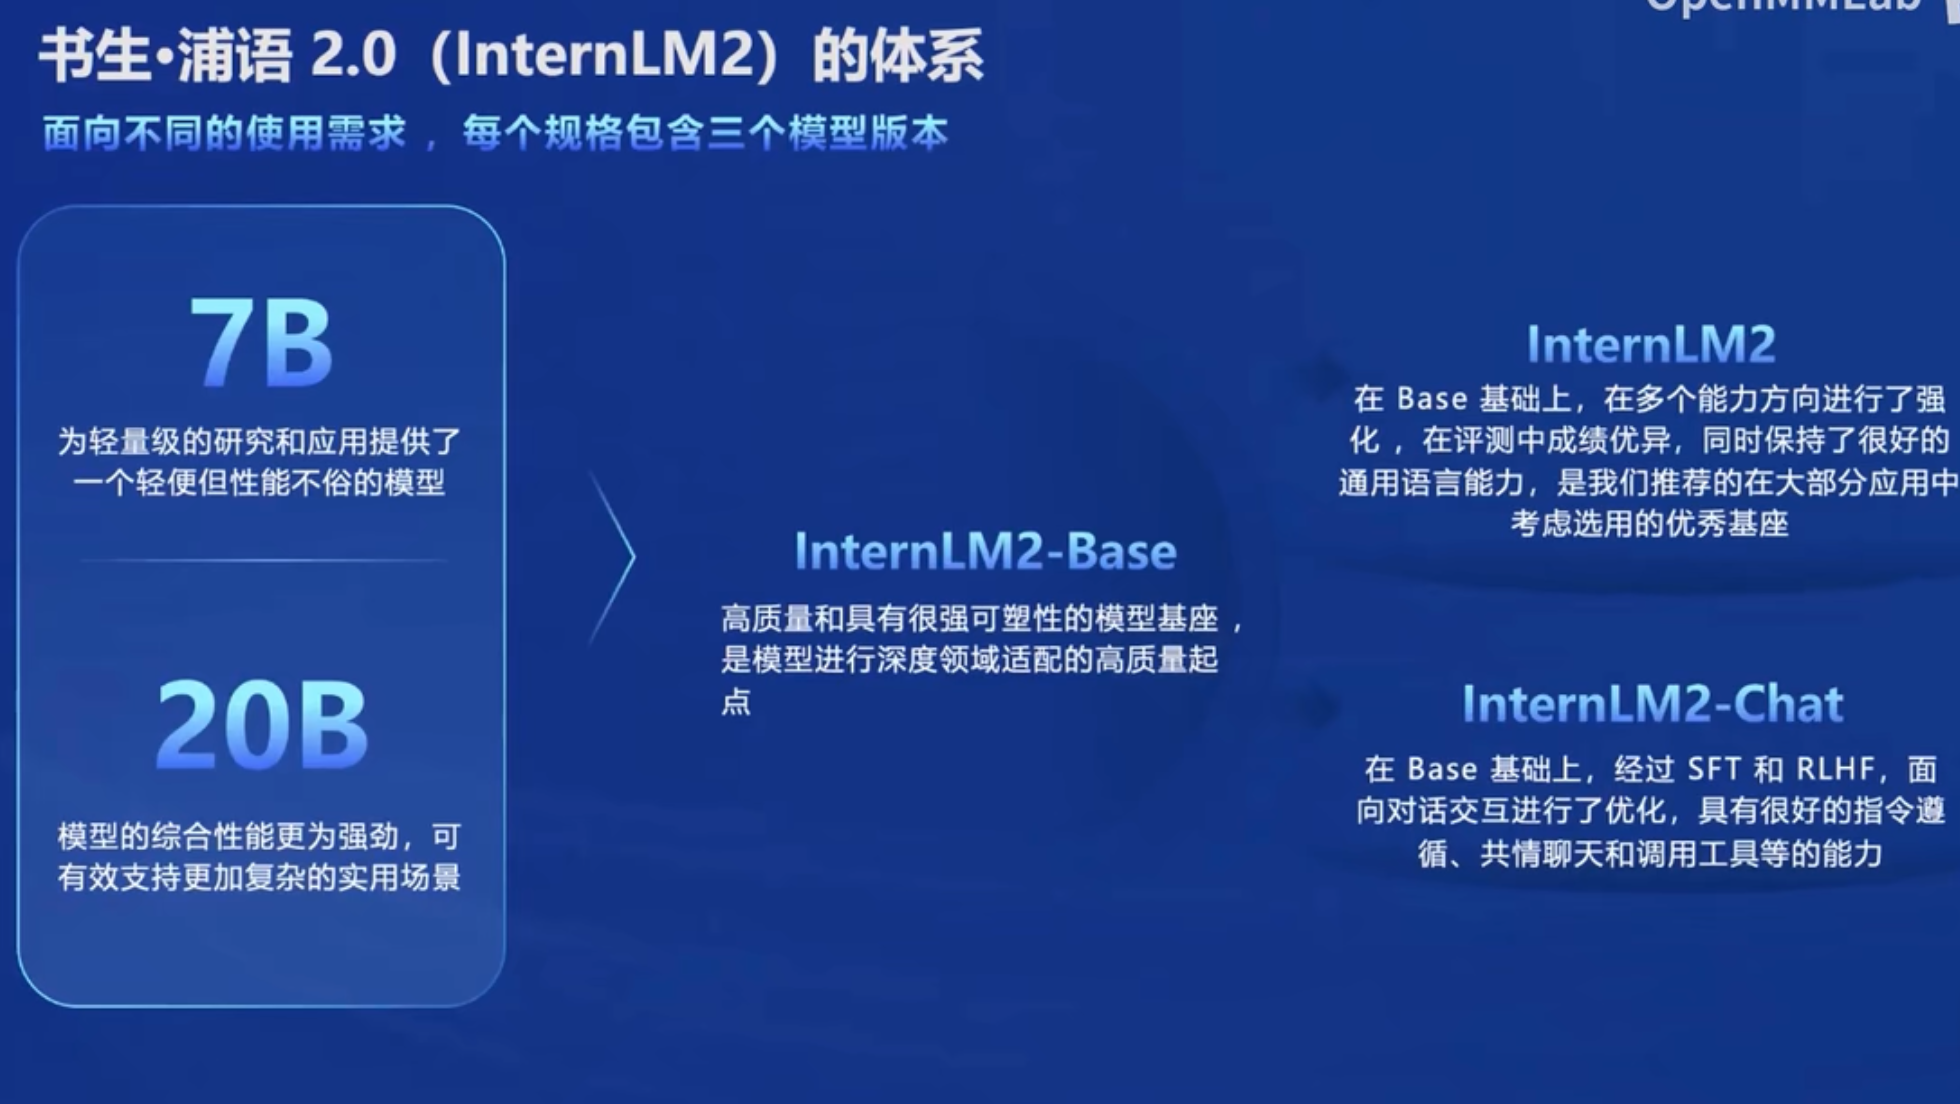 OpenMMLab
书生•浦语 2.0（InternLM2）的体系
面向不同的使用需求 ，每个规格包含三个模型版本
7B
为轻量级的研究和应用提供了
一个轻便但性能不俗的模型
20B
模型的综合性能更为强劲，可
有效支持更加复杂的实用场景
InternLM2-Base
高质量和具有很强可塑性的模型基座 ，
是模型进行深度领域适配的高质量起
点
InternLM2
在 Base 基础上，在多个能力方向进行了强
化 ，在评测中成绩优异，同时保持了很好的
通用语言能力，是我们推荐的在大部分应用中
考虑选用的优秀基座
InternLM2-Chat
在 Base 基础上，经过 SFT 和 RLHF，面
向对话交互进行了优化，具有很好的指令遵
循、共情聊天和调用工具等的能力